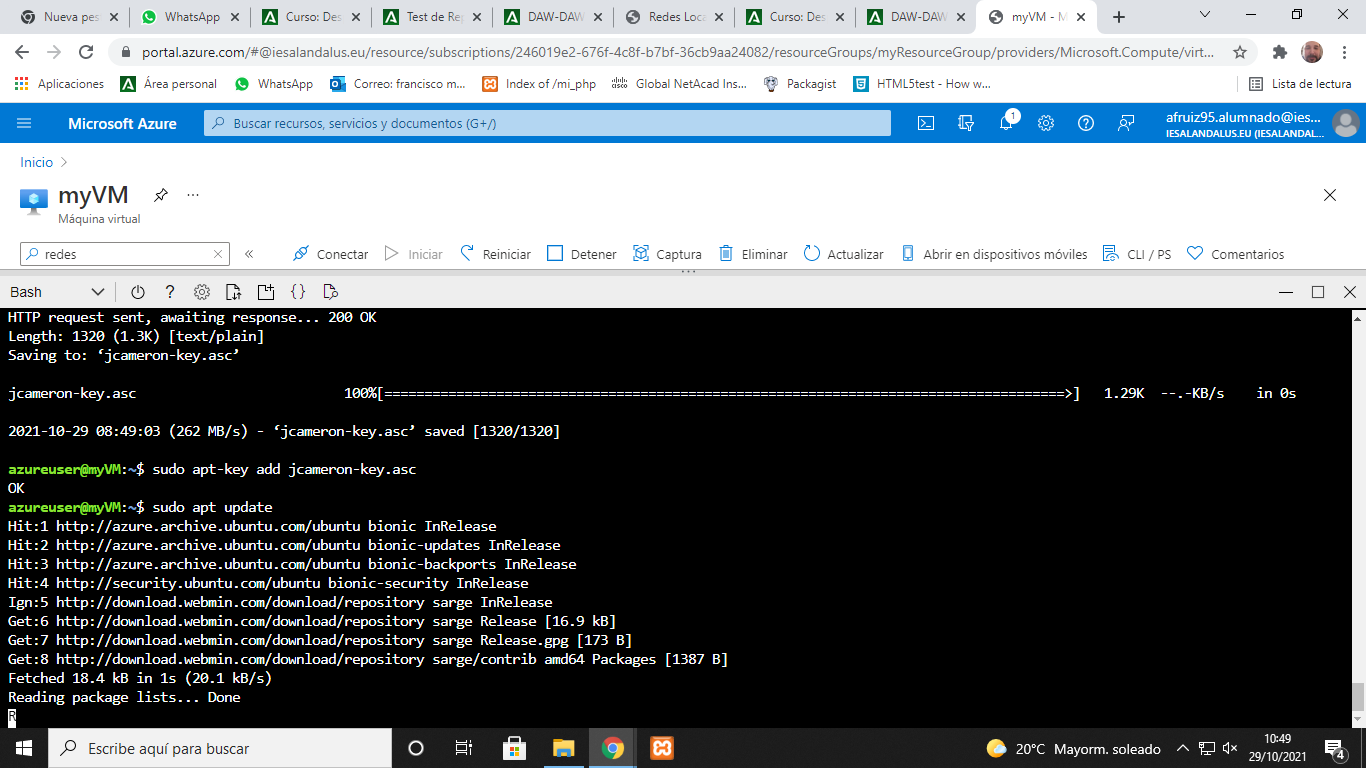 Nueva pes
WhatsApp
Curso: Des
Test de Re
DAW-DAW
Redes Loca
Curso: Des
DAW-DAW
myVM - M
portal.azure.com/#@iesalandalus.eu/resource/subscriptions/246019e2-676f-4c8f-b7bf-36cb9aa24082/resourceGroups/myResourceGroup/providers/Microsoft.Compute/virt...
Aplicaciones
Área personal
WhatsApp
Correo: francisco m...
Index of /mi_php
Global NetAcad Ins...
Packagist
HTML5test - How w...
Lista de lectura
Microsoft Azure
Buscar recursos, servicios y documentos (G+/)
1
afruiz95.alumnado@ies...
IESALANDALUS.EU (IESALANDAL...
Inicio >
myVM
...
Máquina virtual
redes
Conectar
Iniciar
Reiniciar
Detener
Captura
Eliminar
Actualizar
Abrir en dispositivos móviles
CLI / PS
Comentarios
Bash
HTTP request sent, awaiting response... 200 OK
Length: 1320 (1.3K) [text/plain]
Saving to: ‘jcameron-key.asc’
jcameron-key.asc 100%[=====================================================================================>] 1.29K --.-KB/s in 0s
2021-10-29 08:49:03 (262 MB/s) - ‘jcameron-key.asc’ saved [1320/1320]
azureuser@myVM:~$ sudo apt-key add jcameron-key.asc
OK
azureuser@myVM:~$ sudo apt update
Hit:1 http://azure.archive.ubuntu.com/ubuntu bionic InRelease
Hit:2 http://azure.archive.ubuntu.com/ubuntu bionic-updates InRelease
Hit:3 http://azure.archive.ubuntu.com/ubuntu bionic-backports InRelease
Hit:4 http://security.ubuntu.com/ubuntu bionic-security InRelease
Ign:5 http://download.webmin.com/download/repository sarge InRelease
Get:6 http://download.webmin.com/download/repository sarge Release [16.9 kB]
Get:7 http://download.webmin.com/download/repository sarge Release.gpg [173 B]
Get:8 http://download.webmin.com/download/repository sarge/contrib amd64 Packages [1387 B]
Fetched 18.4 kB in 1s (20.1 kB/s)
Reading package lists... Done
R
Escribe aquí para buscar
20°C Mayorm. soleado
10:49
29/10/2021
4